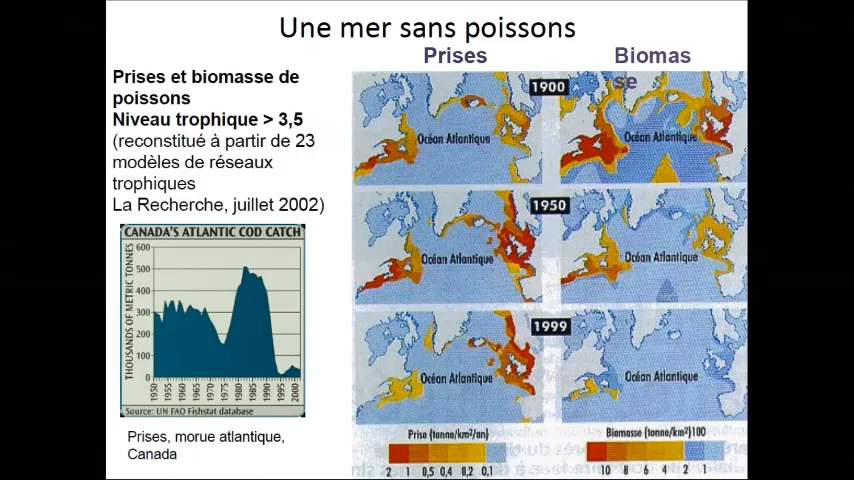 Une mer sans poissons
Prises
Biomas
se
Prises et biomasse de
poissons
Niveau trophique > 3,5
(reconstitué à partir de 23
modèles de réseaux
trophiques
La Recherche, juillet 2002)
CANADA'S ATLANTIC COD CATCH
THOUSANDS OF METRIC TONNES
600
500
400
300
200
100
0
1950 1955 1960 1965 1970 1975 1980 1985 1990 1995 2000
Source: UN FAO Fishstat database
Prises, morue atlantique,
Canada
1900
Océan Atlantique
Océan Atlantique
1950
Océan Atlantique
Océan Atlantique
1999
Océan Atlantique
Océan Atlantique
Prise (tonne/km²/an)
2 1 0,5 0,4 0,2 0,1
Biomasse (tonne/km²)100
10 8 6 4 2 1